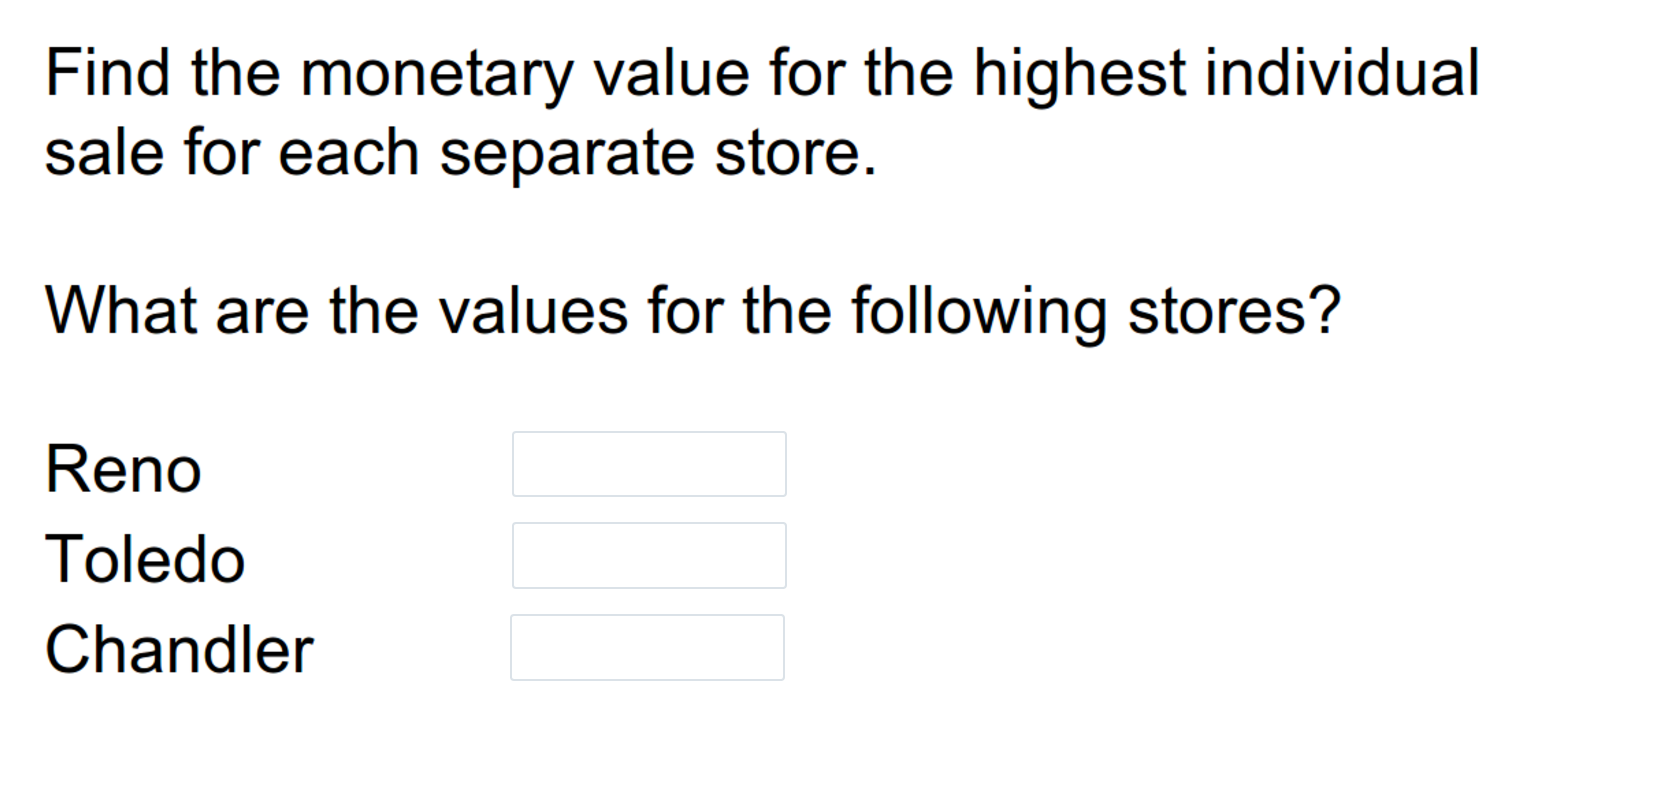 Find the monetary value for the highest individual
sale for each separate store.
What are the values for the following stores?
Reno
Toledo
Chandler